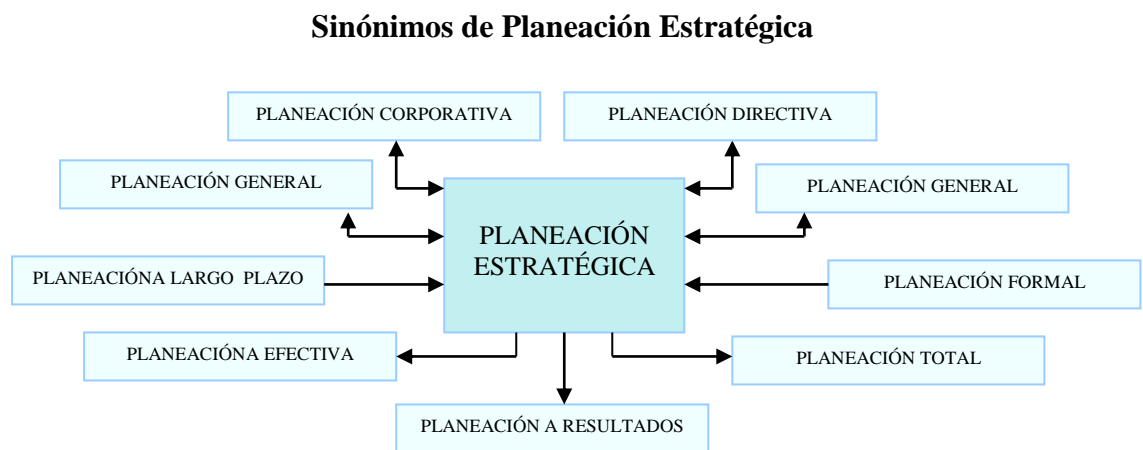 Sinónimos de Planeación Estratégica
PLANEACIÓN CORPORATIVA
PLANEACIÓN DIRECTIVA
PLANEACIÓN GENERAL
PLANEACIÓN GENERAL
PLANEACIÓN
ESTRATÉGICA
PLANEACIÓNA LARGO  PLAZO
PLANEACIÓN FORMAL
PLANEACIÓNA EFECTIVA
PLANEACIÓN TOTAL
PLANEACIÓN A RESULTADOS